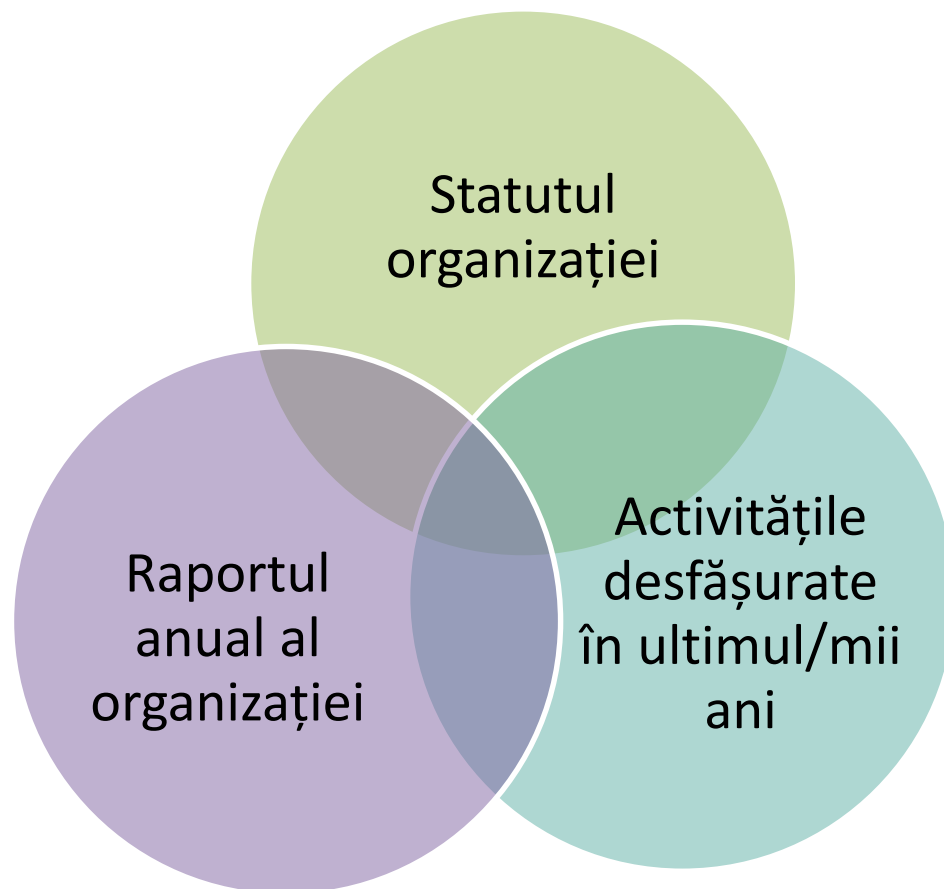 Statutul
organizației
Activitățile
desfășurate
în ultimul/mii
ani
Raportul
anual al
organizației